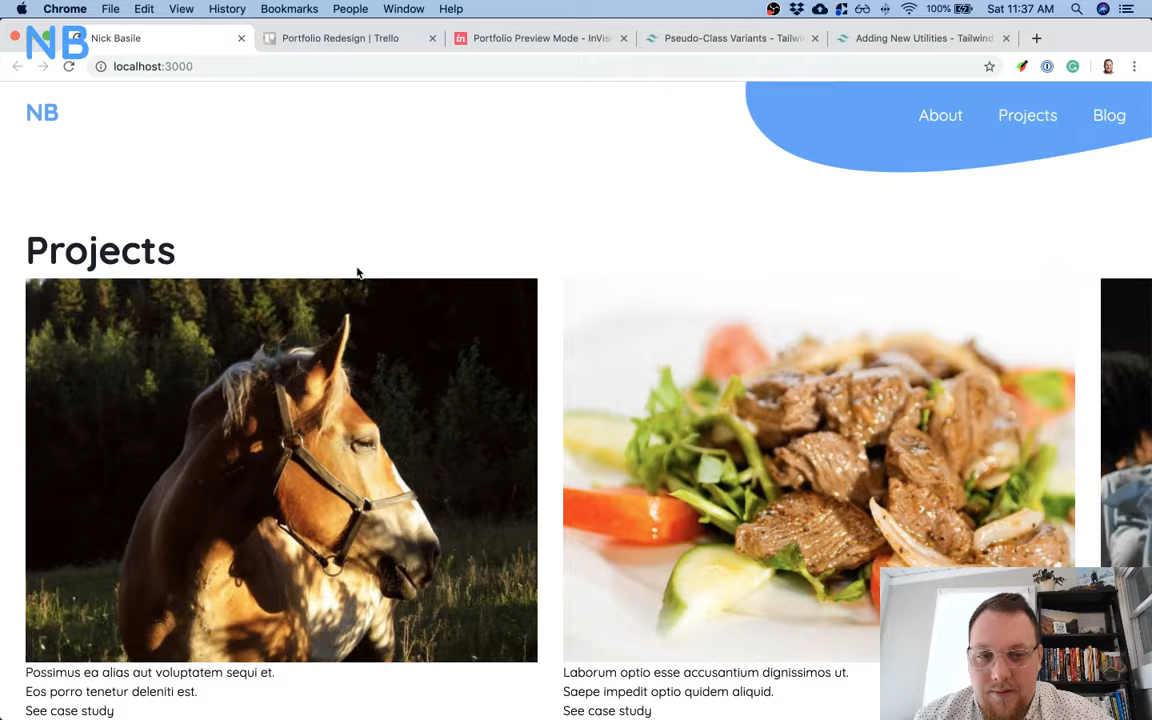 Chrome File Edit View History Bookmarks People Window Help 100% Sat 11:37 AM
NB
Nick Basile
Portfolio Redesign | Trello
Portfolio Preview Mode - InVis
Pseudo-Class Variants - Tailwi
Adding New Utilities - Tailwind
localhost:3000
NB
About Projects Blog
Projects
Possimus ea alias aut voluptatem sequi et.
Eos porro tenetur deleniti est.
See case study
Laborum optio esse accusantium dignissimos ut.
Saepe impedit optio quidem aliquid.
See case study